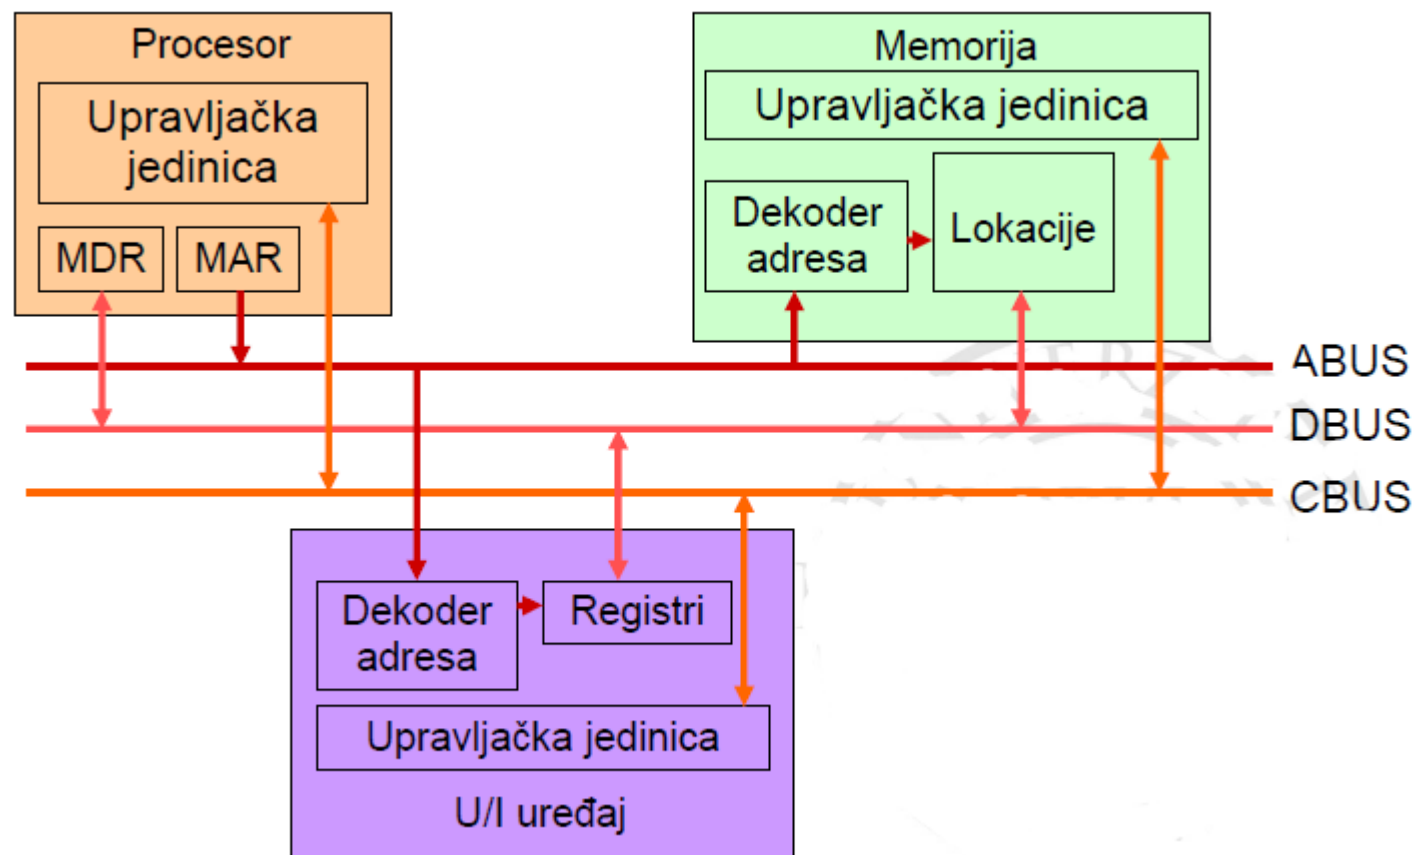 Procesor
Upravljačka
jedinica
MDR
MAR
Memorija
Upravljačka jedinica
Dekoder
adresa
Lokacije
ABUS
DBUS
CBUS
Dekoder
adresa
Registri
Upravljačka jedinica
U/I uređaj